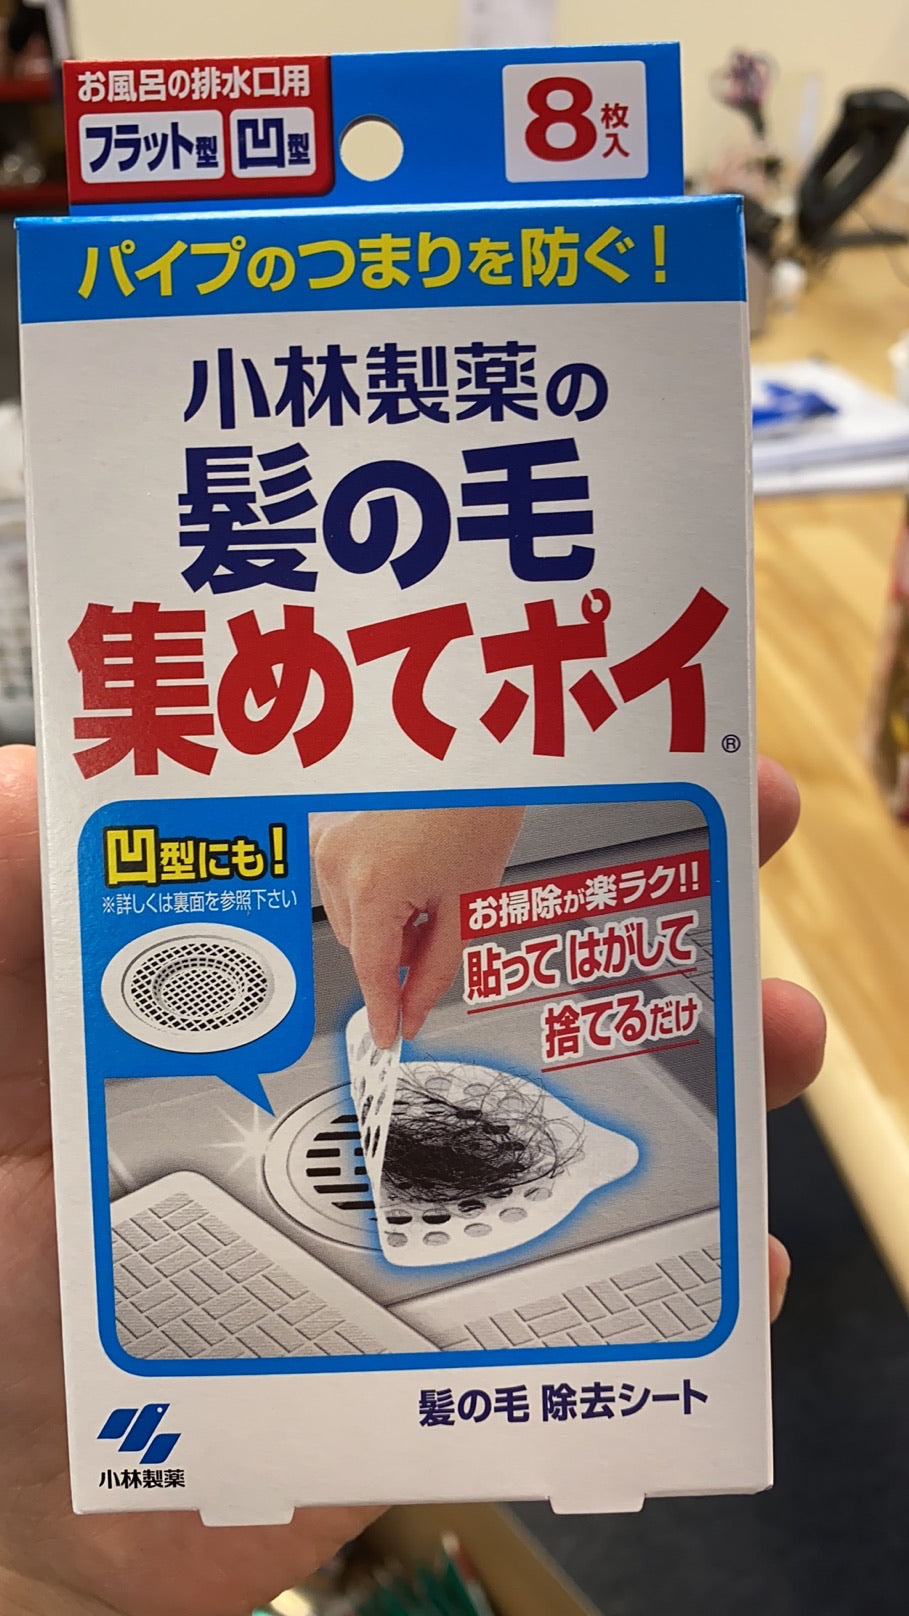 お風呂の排水口用
フラット型 凹型
8枚入
パイプのつまりを防ぐ!
小林製薬の
髪の毛
集めてポイ®
凹型にも!
※詳しくは裏面を参照下さい
お掃除が楽ラク!!
貼って はがして
捨てるだけ
髪の毛 除去シート
小林製薬